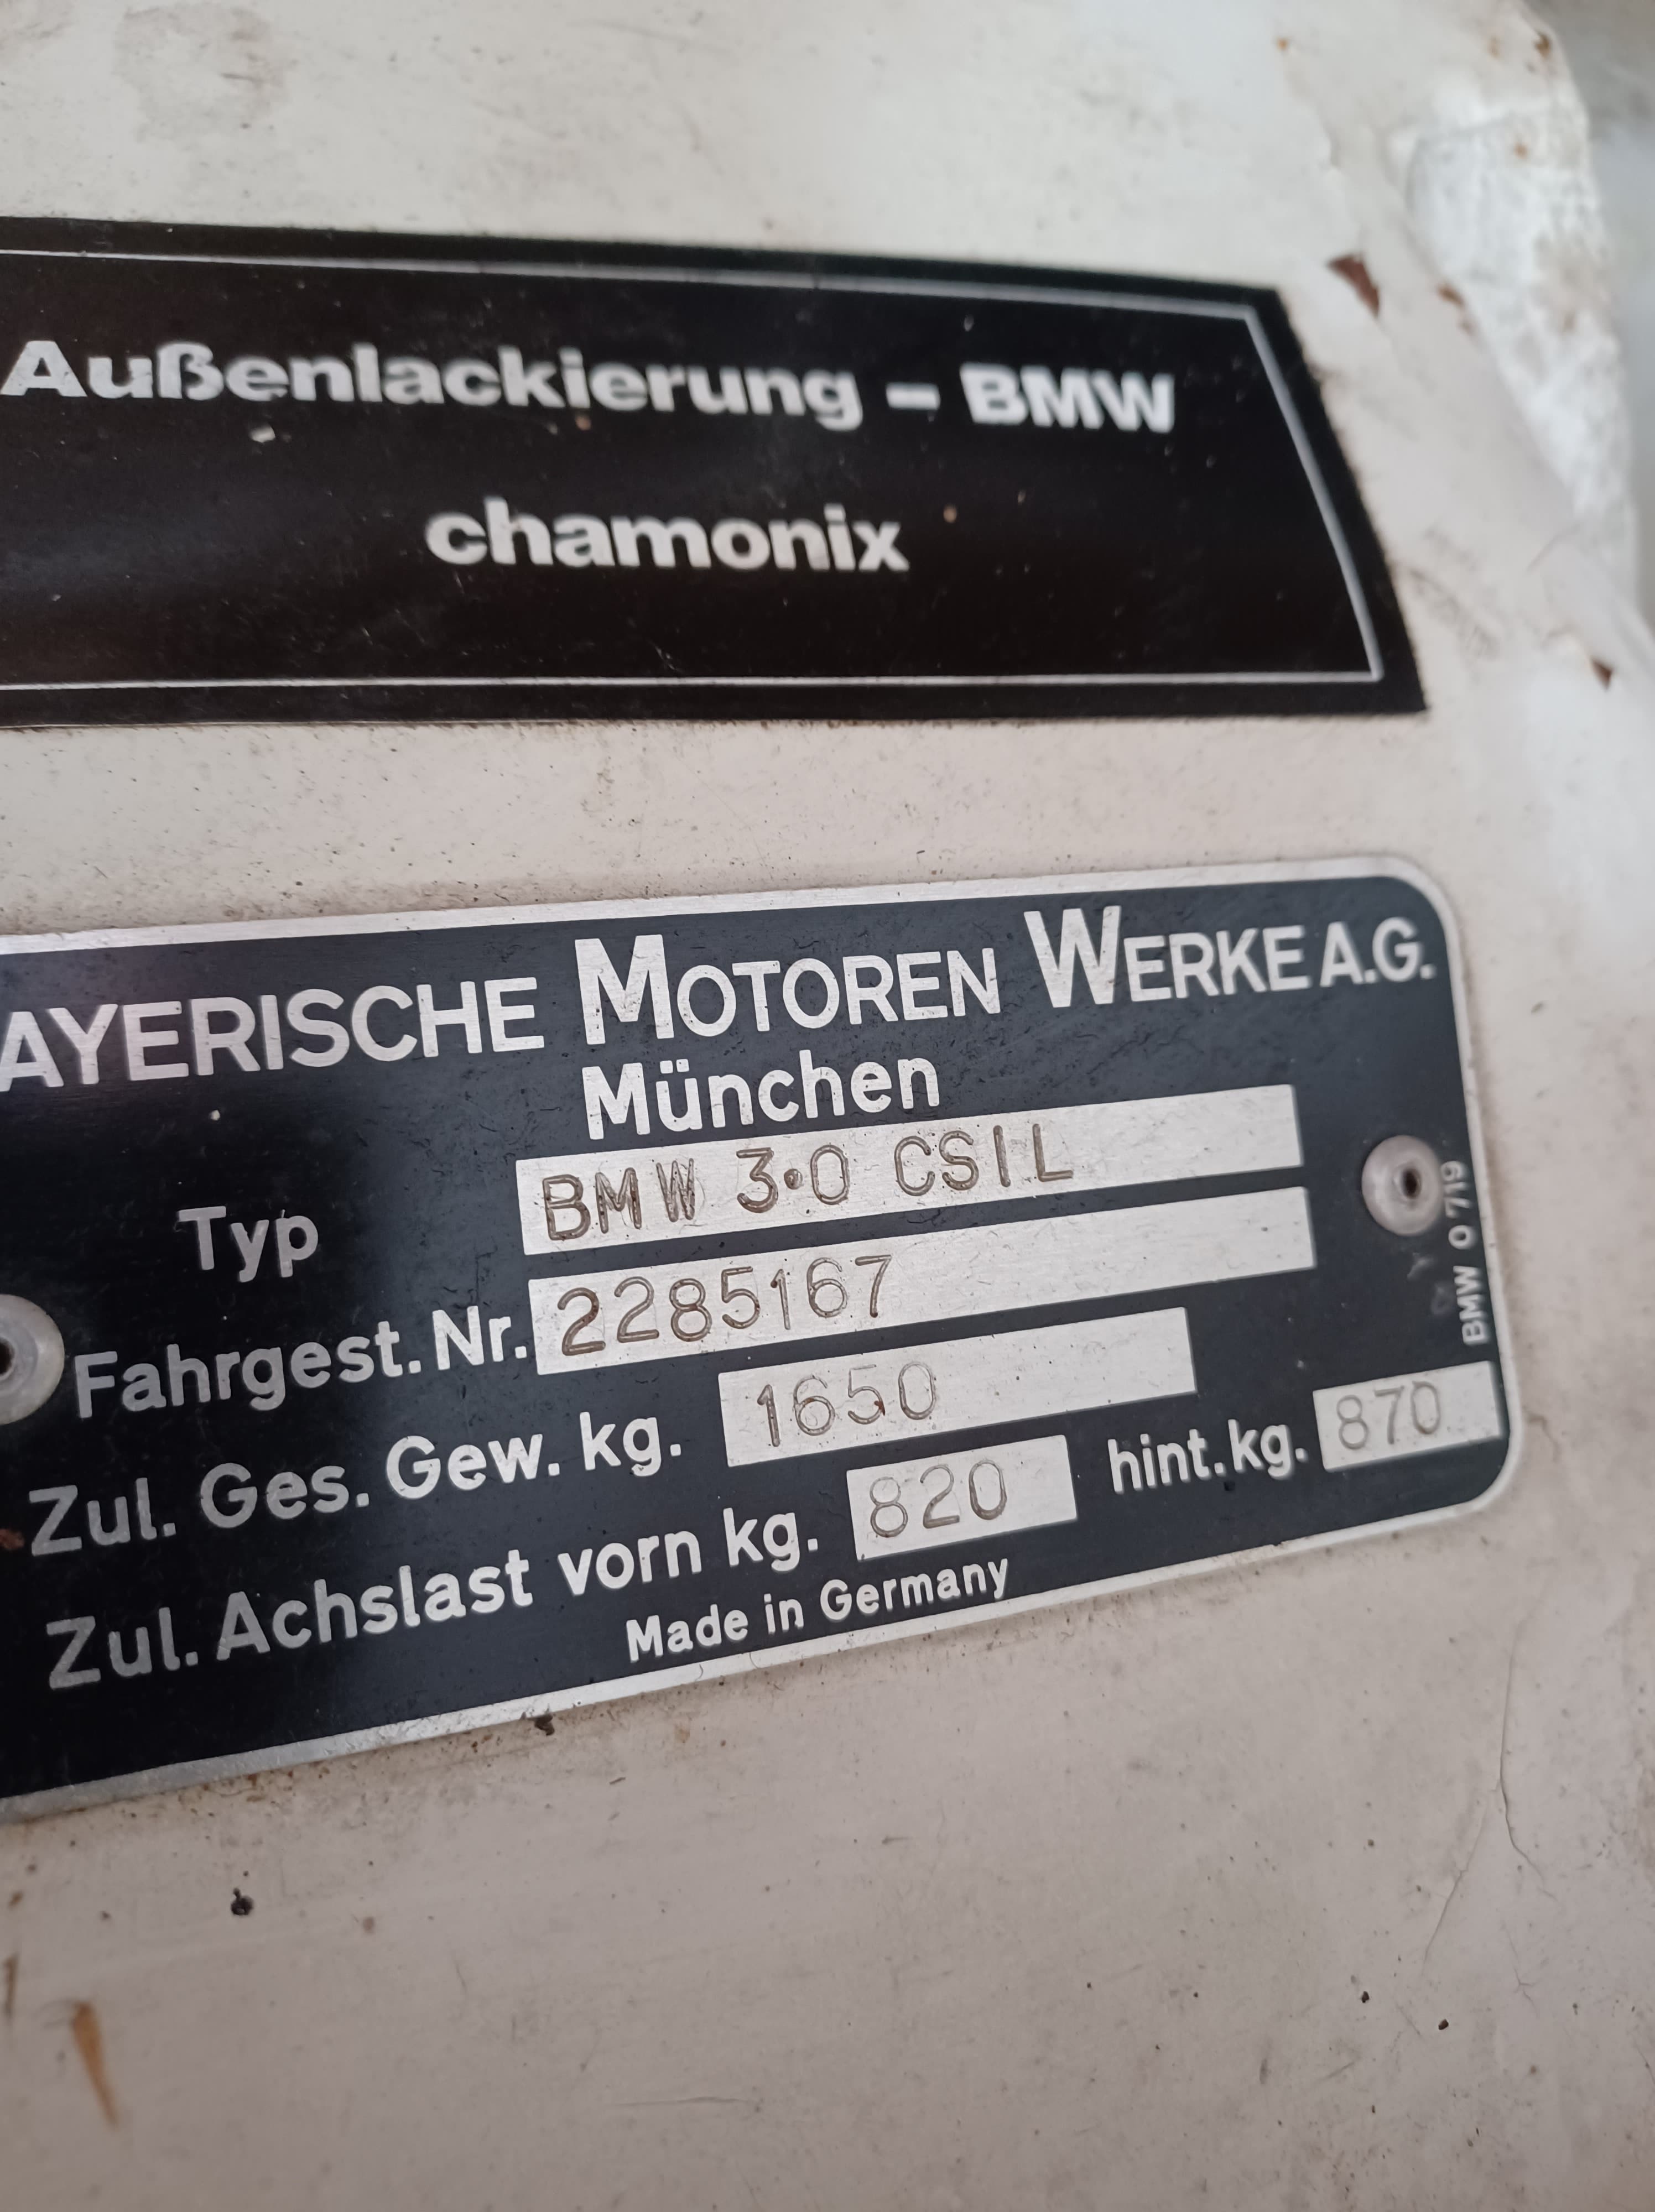 Außenlackierung – BMW
chamonix
AYERISCHE MOTOREN WERKE A.G.
München
Typ BMW 3.0 CSIL
Fahrgest. Nr. 2285167
Zul. Ges. Gew. kg. 1650
Zul. Achslast vorn kg. 820 hint. kg. 870
Made in Germany
BMW 0 719